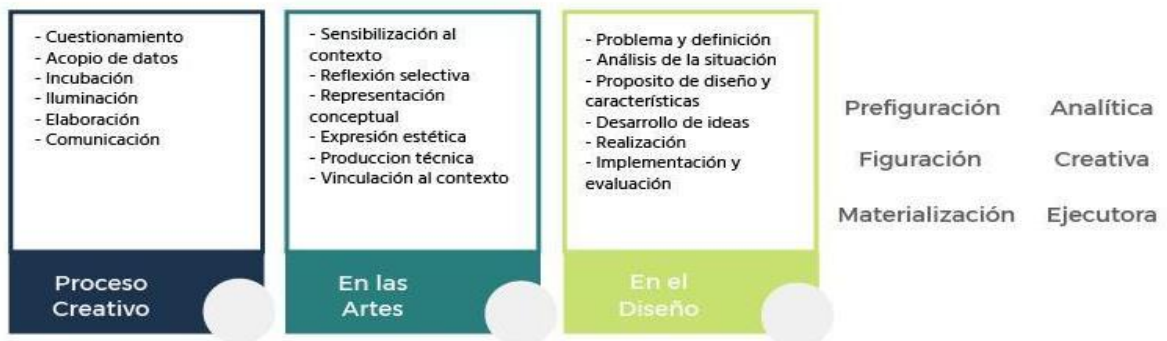 - Cuestionamiento
- Acopio de datos
- Incubación
- Iluminación
- Elaboración
- Comunicación
Proceso
Creativo
- Sensibilización al
contexto
- Reflexión selectiva
- Representación
conceptual
- Expresión estética
- Produccion técnica
- Vinculación al contexto
En las
Artes
- Problema y definición
- Análisis de la situación
- Proposito de diseño y
características
- Desarrollo de ideas
- Realización
- Implementación y
evaluación
En el
Diseño
Prefiguración Analítica
Figuración Creativa
Materialización Ejecutora